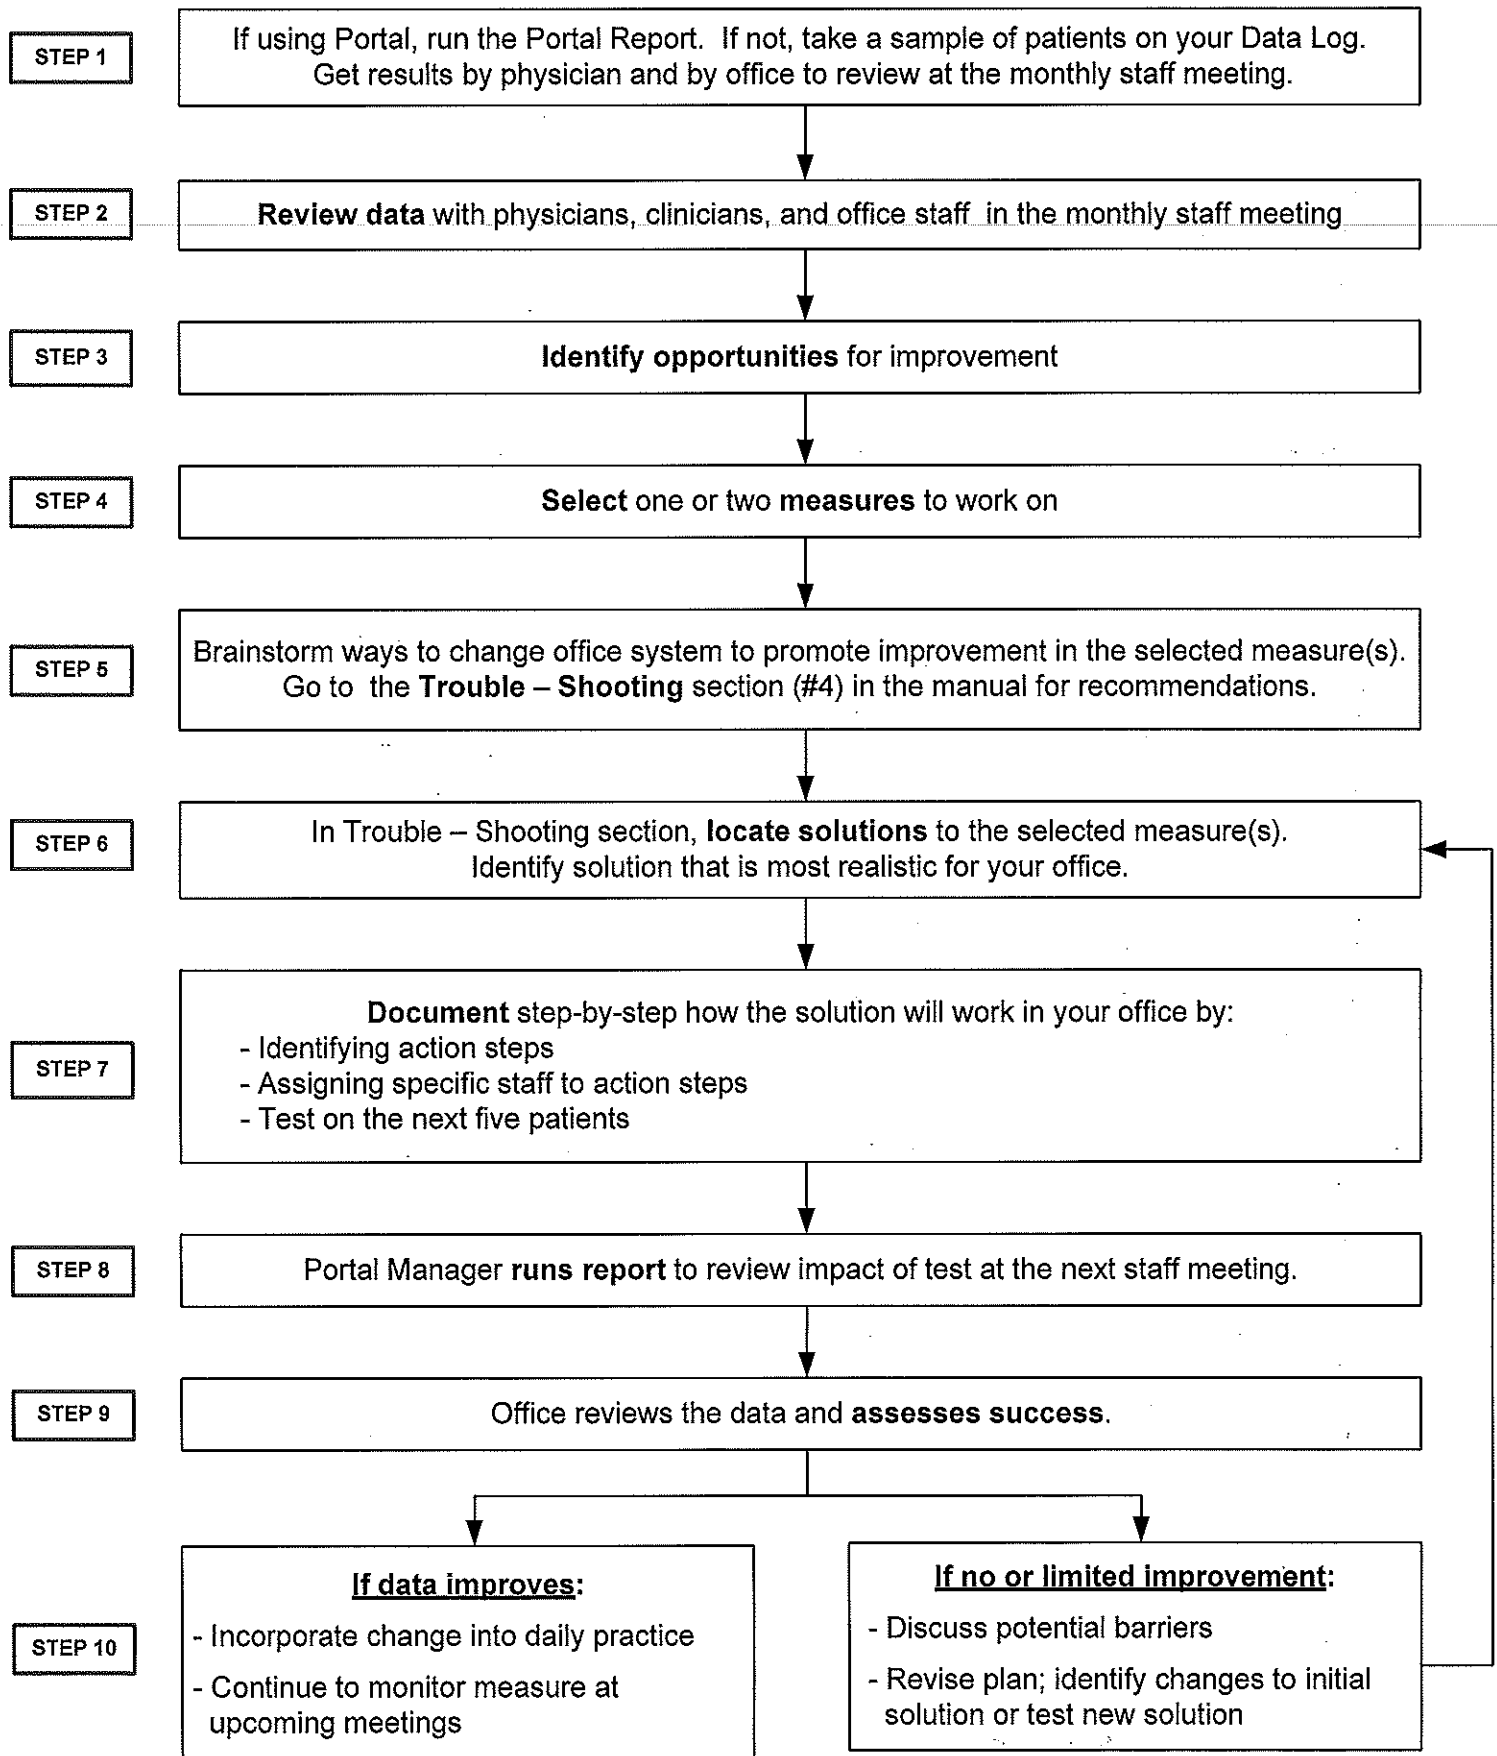 STEP 1
If using Portal, run the Portal Report. If not, take a sample of patients on your Data Log.
Get results by physician and by office to review at the monthly staff meeting.
STEP 2
Review data with physicians, clinicians, and office staff in the monthly staff meeting
STEP 3
Identify opportunities for improvement
STEP 4
Select one or two measures to work on
STEP 5
Brainstorm ways to change office system to promote improvement in the selected measure(s).
Go to the Trouble – Shooting section (#4) in the manual for recommendations.
STEP 6
In Trouble – Shooting section, locate solutions to the selected measure(s).
Identify solution that is most realistic for your office.
STEP 7
Document step-by-step how the solution will work in your office by:
- Identifying action steps
- Assigning specific staff to action steps
- Test on the next five patients
STEP 8
Portal Manager runs report to review impact of test at the next staff meeting.
STEP 9
Office reviews the data and assesses success.
STEP 10
If data improves:
- Incorporate change into daily practice
- Continue to monitor measure at
upcoming meetings
If no or limited improvement:
- Discuss potential barriers
- Revise plan; identify changes to initial
solution or test new solution